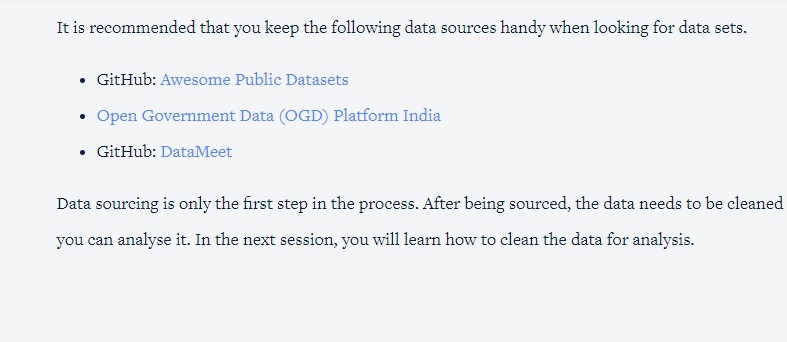 It is recommended that you keep the following data sources handy when looking for data sets.
• GitHub: Awesome Public Datasets
• Open Government Data (OGD) Platform India
• GitHub: DataMeet
Data sourcing is only the first step in the process. After being sourced, the data needs to be cleaned
you can analyse it. In the next session, you will learn how to clean the data for analysis.